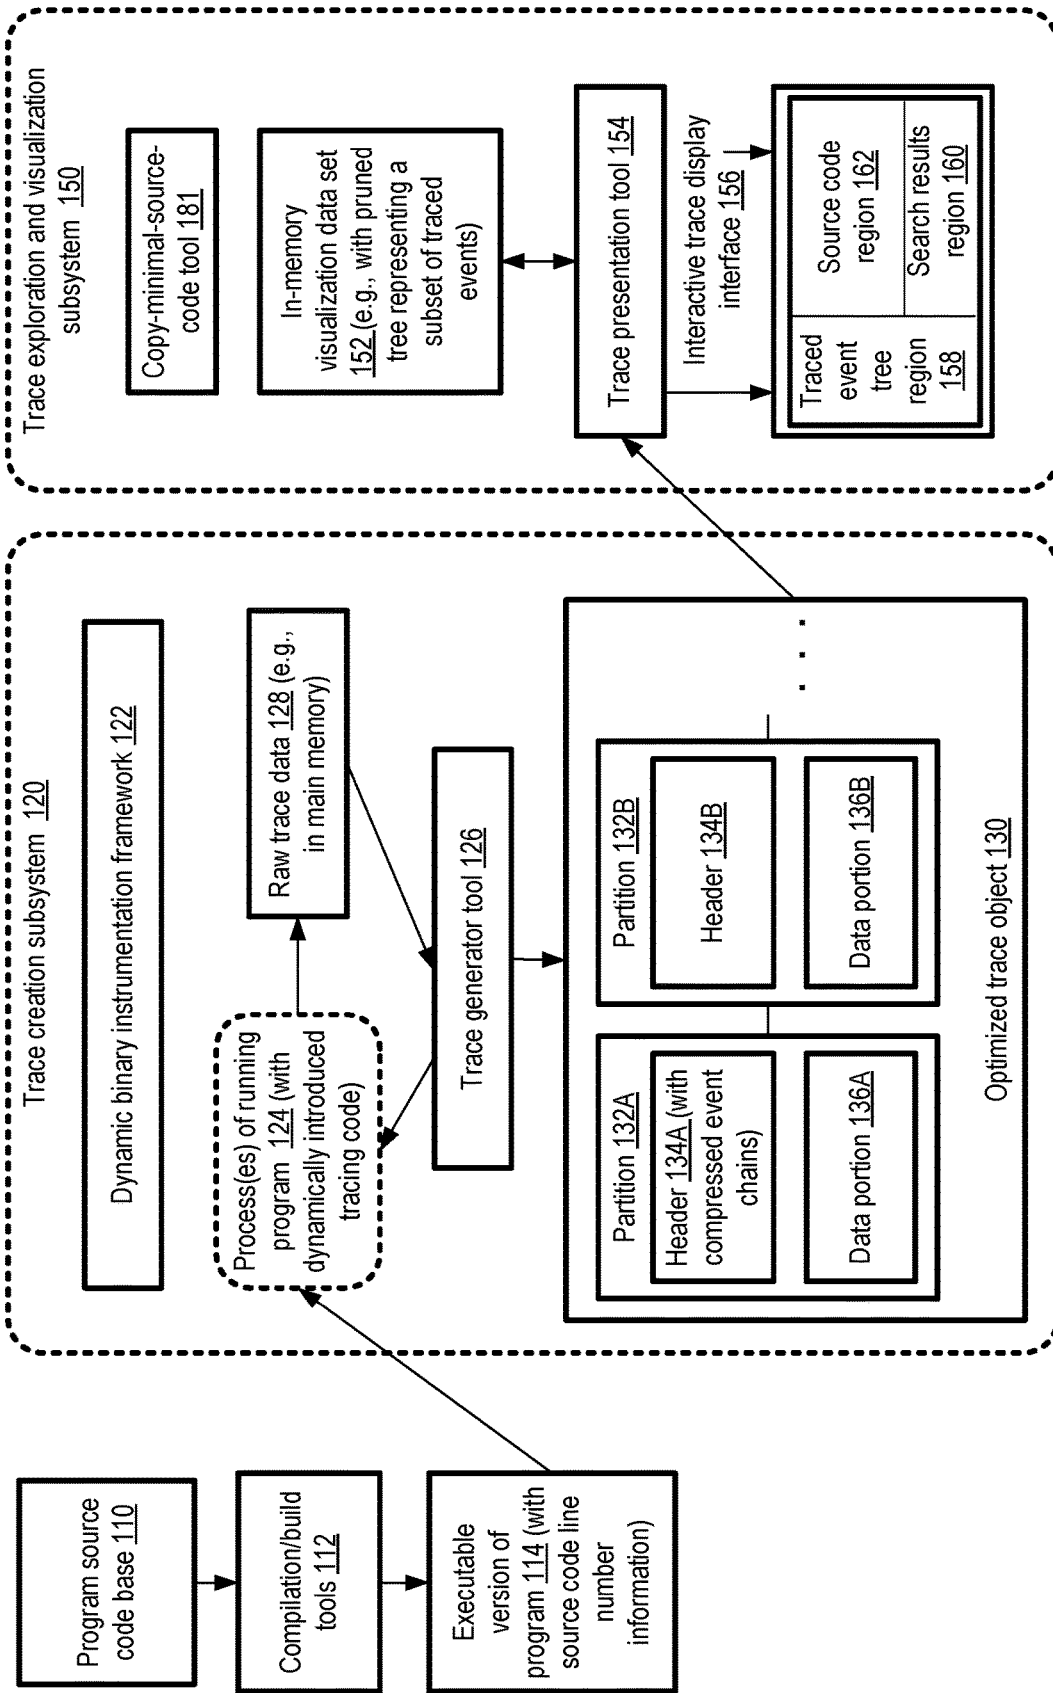 Program source
code base 110
Compilation/build
tools 112
Executable
version of
program 114 (with
source code line
number
information)
Trace creation subsystem 120
Dynamic binary instrumentation framework 122
Process(es) of running
program 124 (with
dynamically introduced
tracing code)
Raw trace data 128 (e.g.,
in main memory)
Trace generator tool 126
Partition 132A
Header 134A (with
compressed event
chains)
Data portion 136A
Partition 132B
Header 134B
Data portion 136B
. . .
Optimized trace object 130
Trace exploration and visualization
subsystem 150
Copy-minimal-source-
code tool 181
In-memory
visualization data set
152 (e.g., with pruned
tree representing a
subset of traced
events)
Trace presentation tool 154
Interactive trace display
interface 156
Traced
event
tree
region
158
Source code
region 162
Search results
region 160